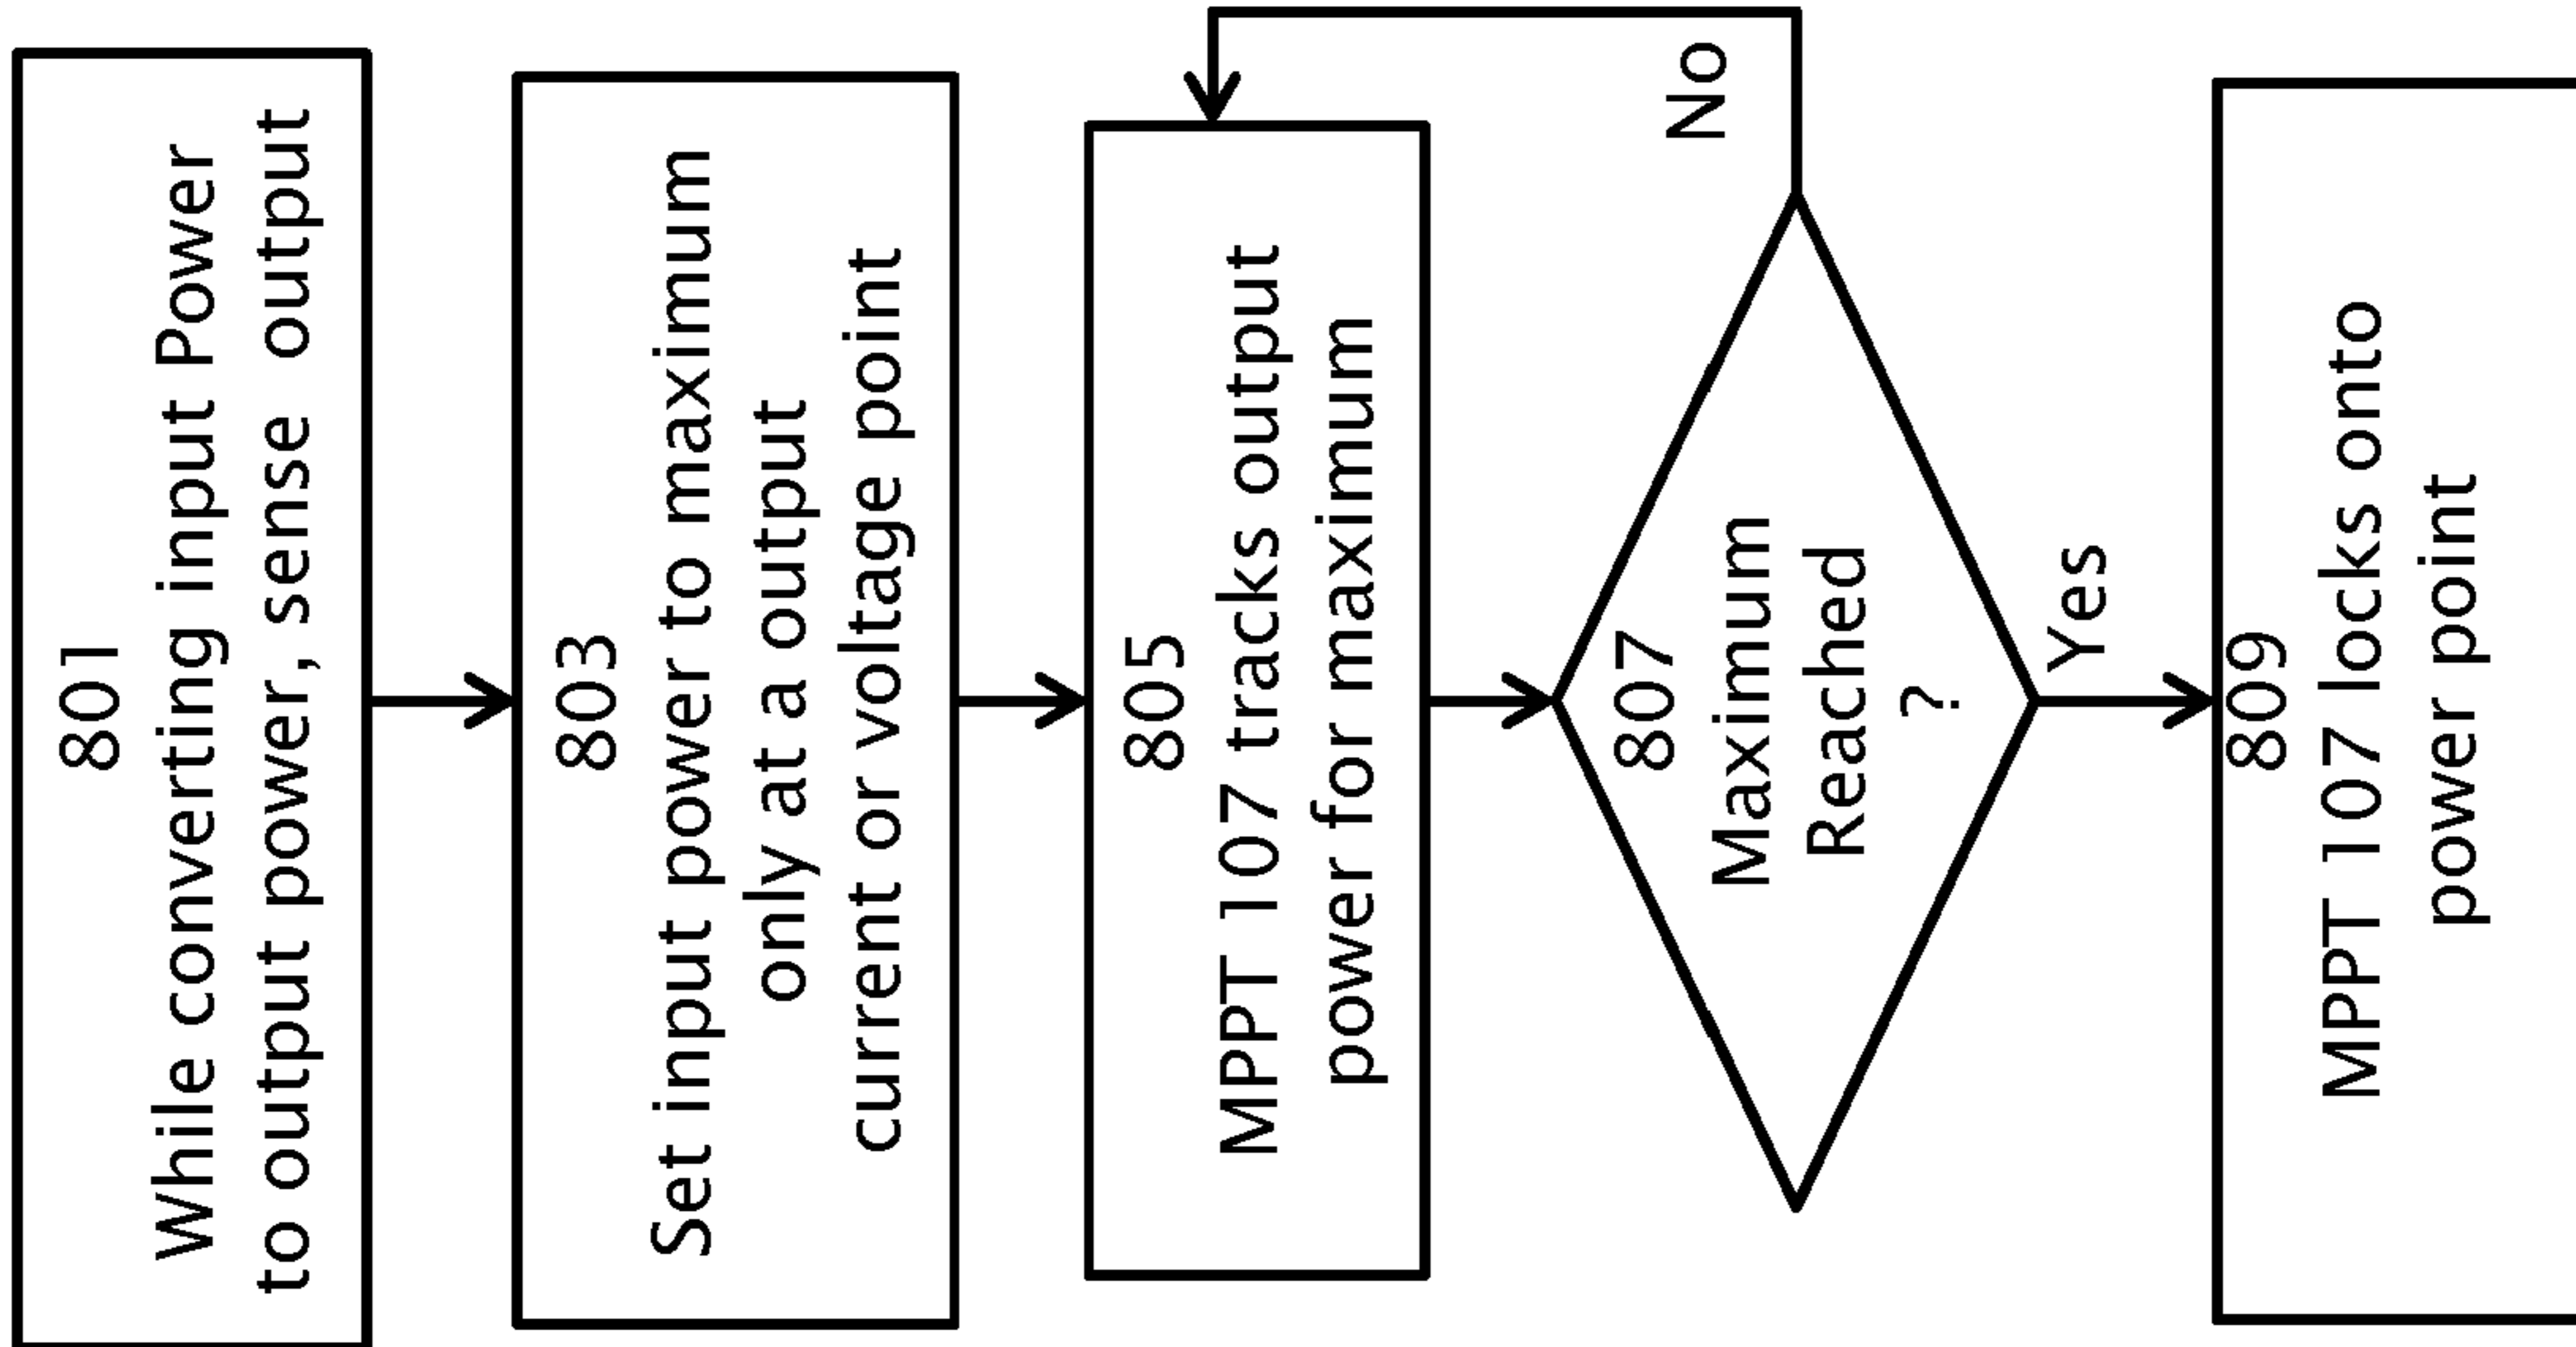 801
While converting input Power
to output power, sense output
803
Set input power to maximum
only at a output
current or voltage point
805
MPPT 107 tracks output
power for maximum
807
Maximum
Reached
?
No
Yes
809
MPPT 107 locks onto
power point